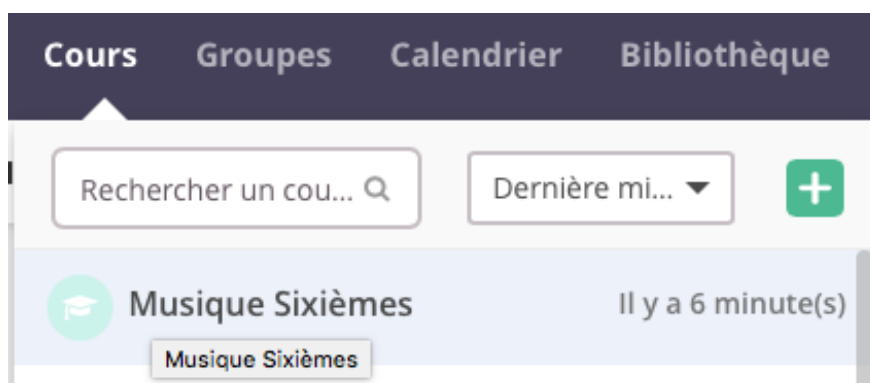 Cours Groupes Calendrier Bibliothèque
Rechercher un cou... Dernière mi...
Musique Sixièmes Il y a 6 minute(s)
Musique Sixièmes